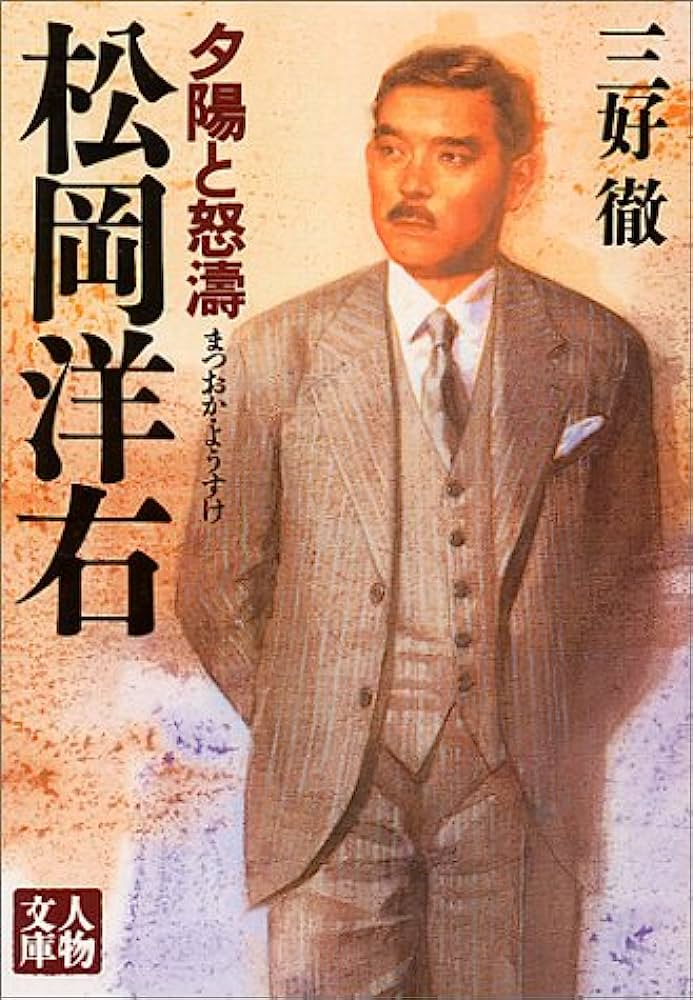 三好徹
夕陽と怒濤
松岡洋右
まつおか・ようすけ
人物
文庫